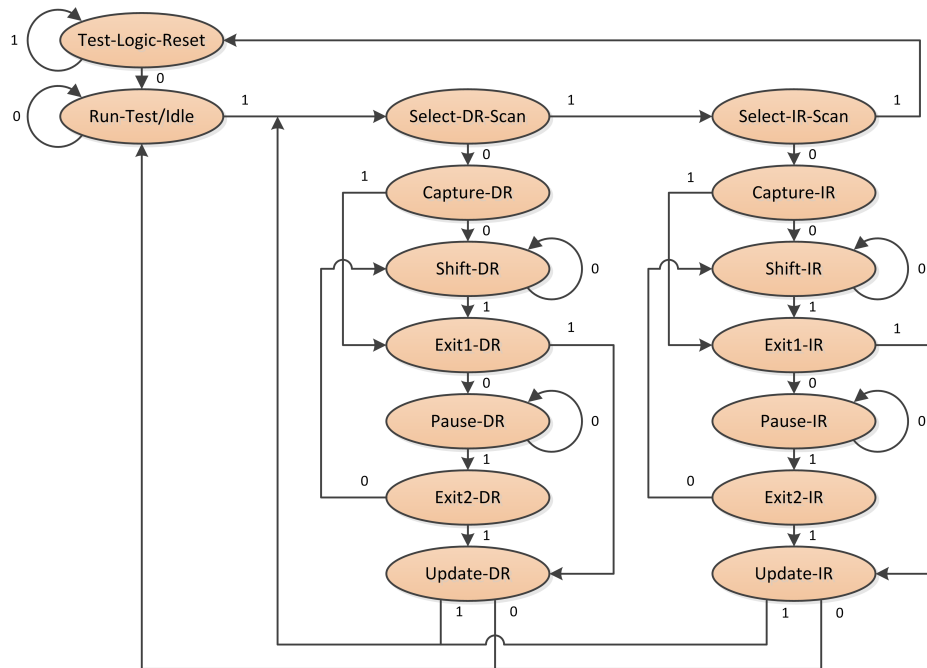 1
Test-Logic-Reset
0
0
Run-Test/Idle
1
Select-DR-Scan
1
Select-IR-Scan
1
0
0
1
Capture-DR
1
Capture-IR
0
0
Shift-DR
0
Shift-IR
0
1
1
Exit1-DR
1
Exit1-IR
1
0
0
Pause-DR
0
Pause-IR
0
1
1
0
Exit2-DR
0
Exit2-IR
1
1
Update-DR
Update-IR
1
0
1
0